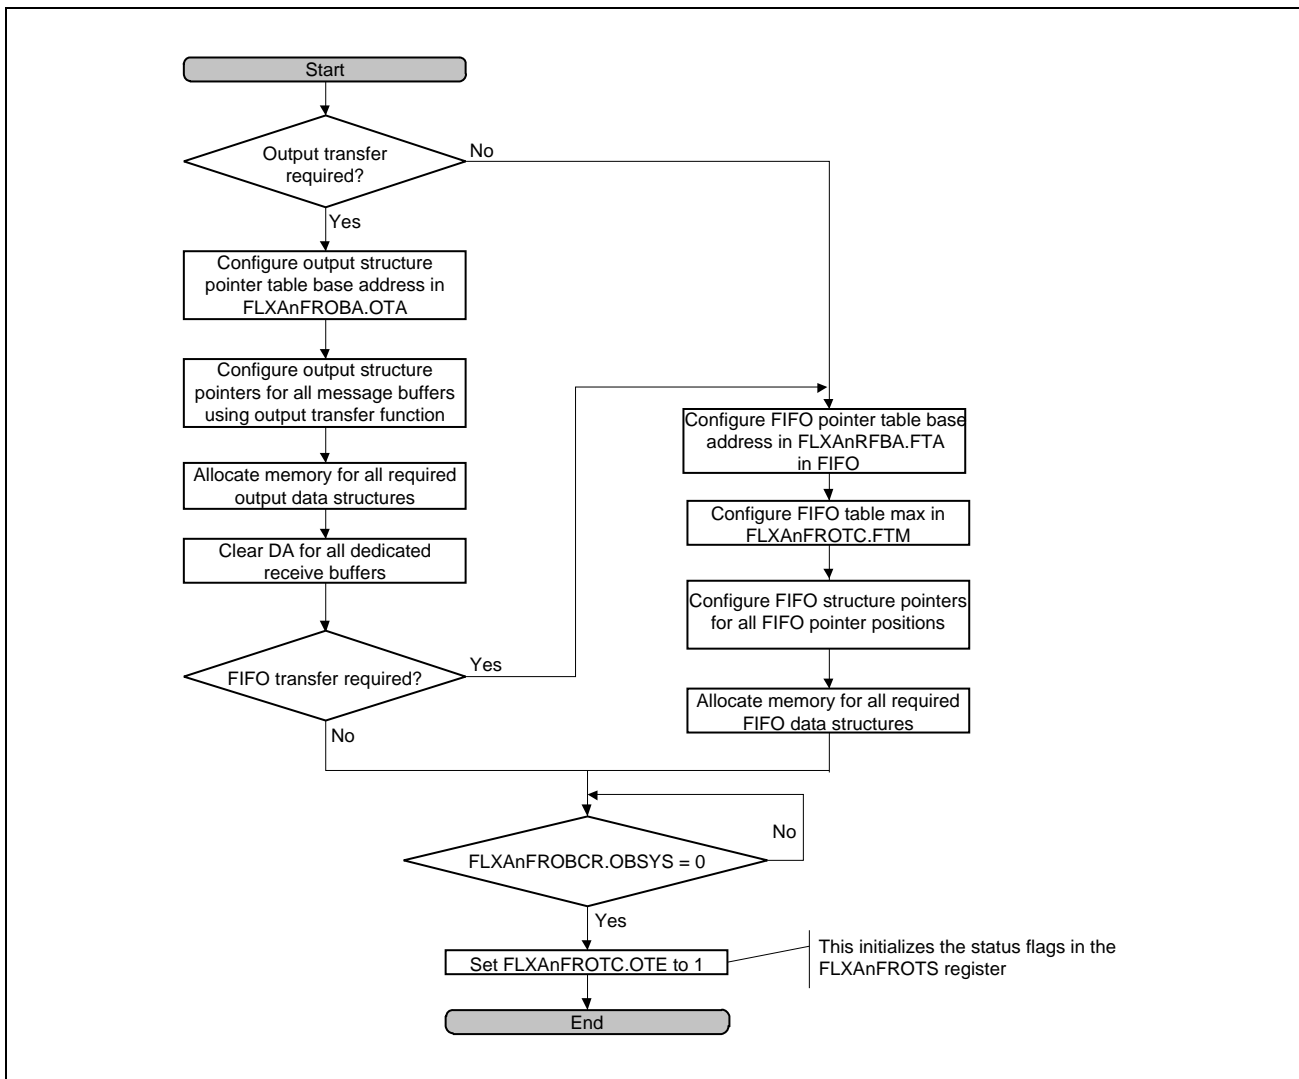 Start
Output transfer
required?
No
Yes
Configure output structure
pointer table base address in
FLXAnFROBA.OTA
Configure output structure
pointers for all message buffers
using output transfer function
Allocate memory for all required
output data structures
Clear DA for all dedicated
receive buffers
FIFO transfer required?
Yes
No
Configure FIFO pointer table base
address in FLXAnRFBA.FTA
in FIFO
Configure FIFO table max in
FLXAnFROTC.FTM
Configure FIFO structure pointers
for all FIFO pointer positions
Allocate memory for all required
FIFO data structures
FLXAnFROBCR.OBSYS = 0
No
Yes
Set FLXAnFROTC.OTE to 1
This initializes the status flags in the
FLXAnFROTS register
End